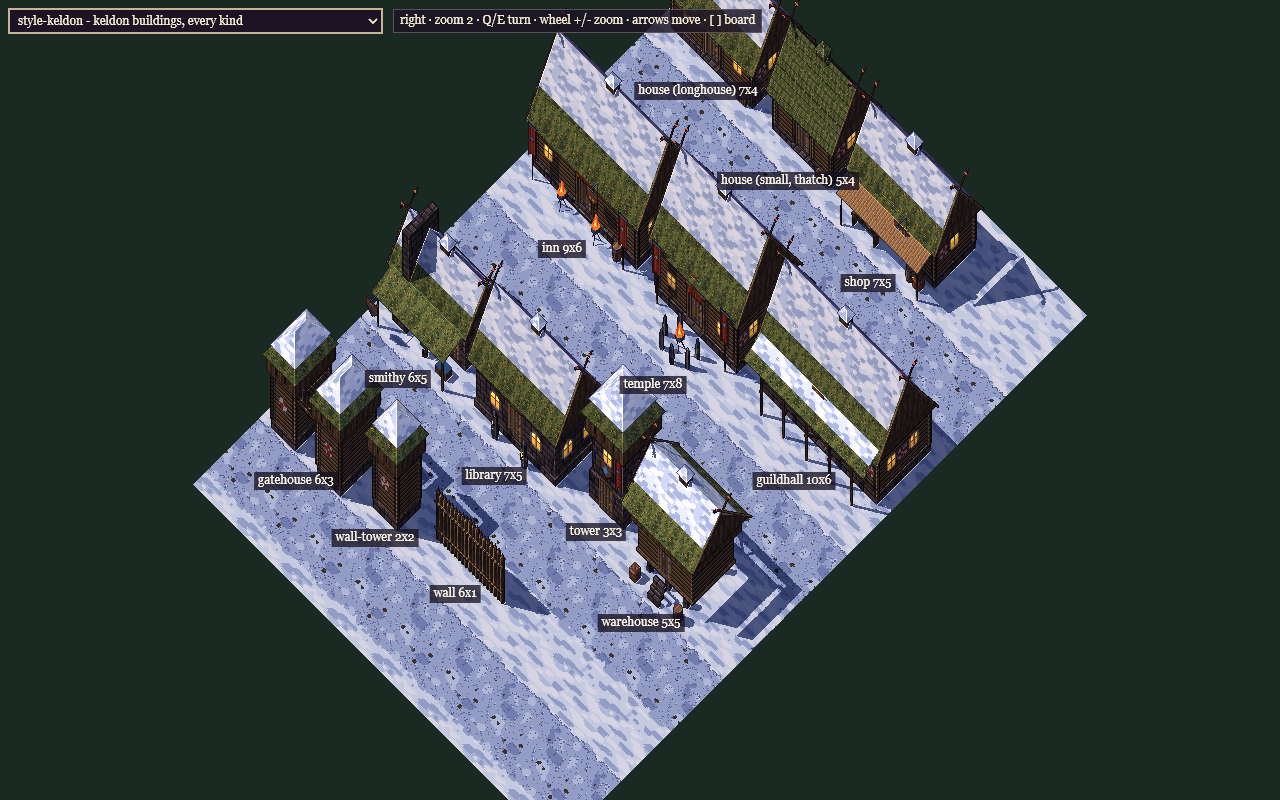 style-keldon - keldon buildings, every kind
right · zoom 2 · Q/E turn · wheel +/- zoom · arrows move · [ ] board
house (longhouse) 7x4
house (small, thatch) 5x4
inn 9x6
shop 7x5
smithy 6x5
temple 7x8
gatehouse 6x3
library 7x5
guildhall 10x6
wall-tower 2x2
tower 3x3
wall 6x1
warehouse 5x5